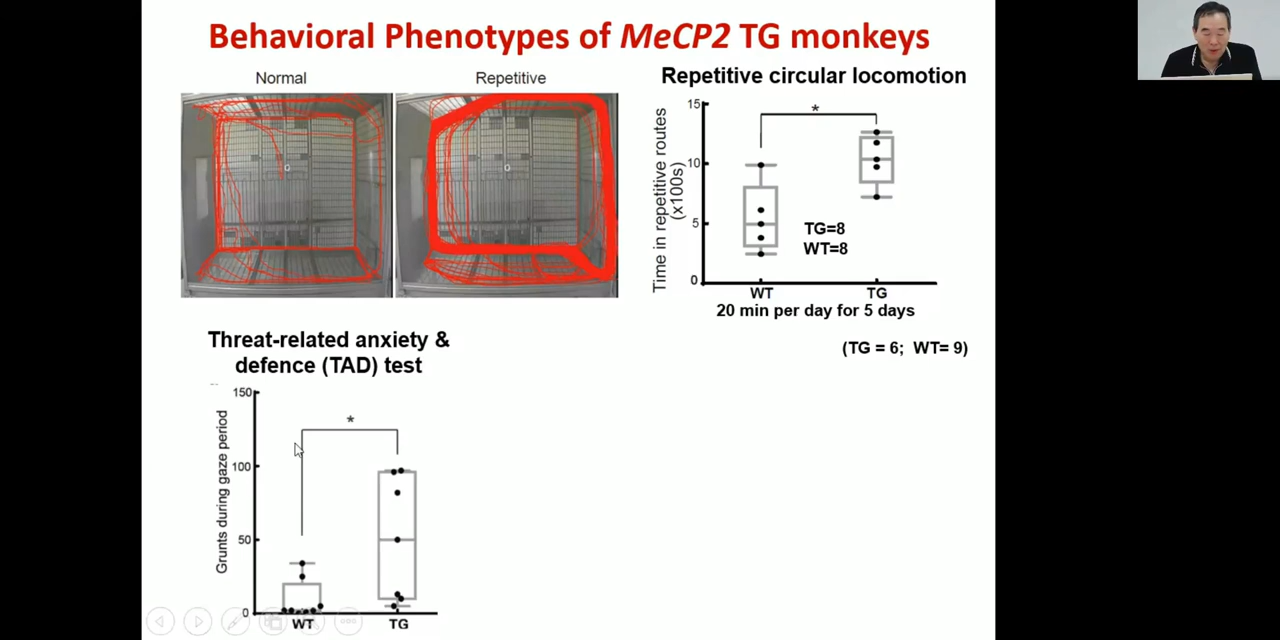 Behavioral Phenotypes of MeCP2 TG monkeys
Normal
Repetitive
Repetitive circular locomotion
Time in repetitive routes
(x100s)
15
10
5
0
*
TG=8
WT=8
WT
TG
20 min per day for 5 days
(TG = 6; WT= 9)
Threat-related anxiety &
defence (TAD) test
Grunts during gaze period
150
100
50
0
*
WT
TG